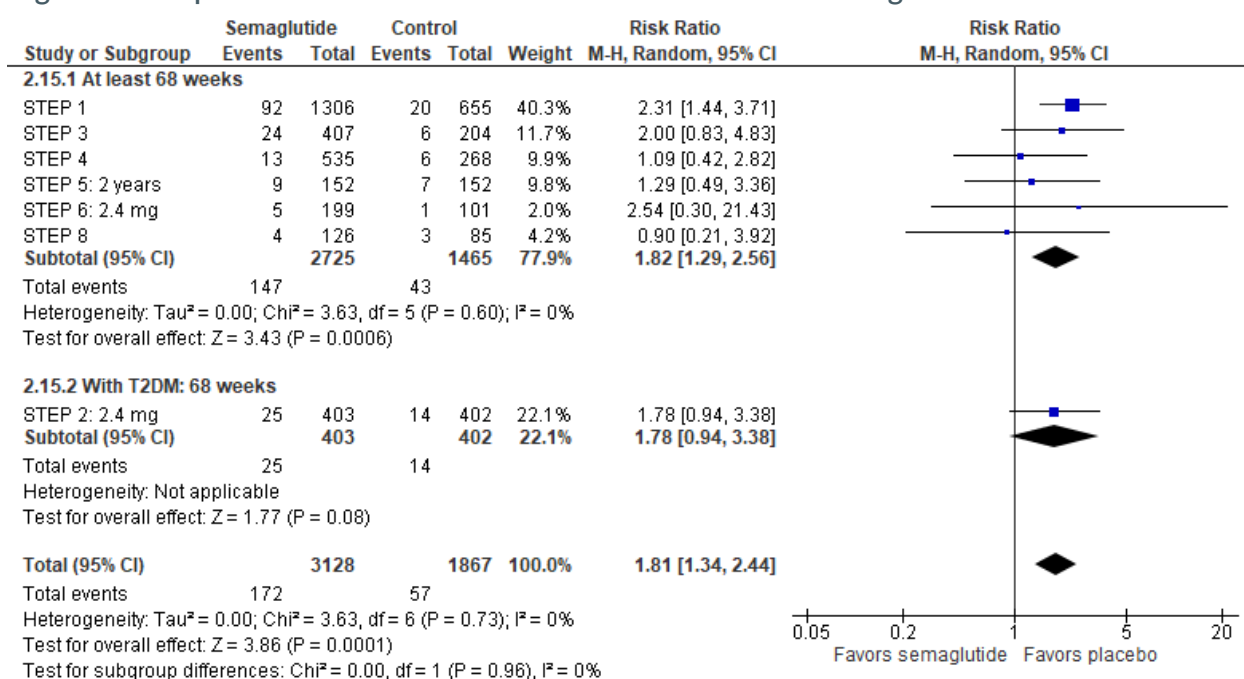 Semaglutide Control Risk Ratio Risk Ratio
Study or Subgroup Events Total Events Total Weight M-H, Random, 95% CI M-H, Random, 95% CI
2.15.1 At least 68 weeks
STEP 1 92 1306 20 655 40.3% 2.31 [1.44, 3.71]
STEP 3 24 407 6 204 11.7% 2.00 [0.83, 4.83]
STEP 4 13 535 6 268 9.9% 1.09 [0.42, 2.82]
STEP 5: 2 years 9 152 7 152 9.8% 1.29 [0.49, 3.36]
STEP 6: 2.4 mg 5 199 1 101 2.0% 2.54 [0.30, 21.43]
STEP 8 4 126 3 85 4.2% 0.90 [0.21, 3.92]
Subtotal (95% CI) 2725 1465 77.9% 1.82 [1.29, 2.56]
Total events 147 43
Heterogeneity: Tau² = 0.00; Chi² = 3.63, df = 5 (P = 0.60); I² = 0%
Test for overall effect: Z = 3.43 (P = 0.0006)
2.15.2 With T2DM: 68 weeks
STEP 2: 2.4 mg 25 403 14 402 22.1% 1.78 [0.94, 3.38]
Subtotal (95% CI) 403 402 22.1% 1.78 [0.94, 3.38]
Total events 25 14
Heterogeneity: Not applicable
Test for overall effect: Z = 1.77 (P = 0.08)
Total (95% CI) 3128 1867 100.0% 1.81 [1.34, 2.44]
Total events 172 57
Heterogeneity: Tau² = 0.00; Chi² = 3.63, df = 6 (P = 0.73); I² = 0%
Test for overall effect: Z = 3.86 (P = 0.0001)
Test for subgroup differences: Chi² = 0.00, df = 1 (P = 0.96), I² = 0%
0.05 0.2 1 5 20
Favors semaglutide Favors placebo